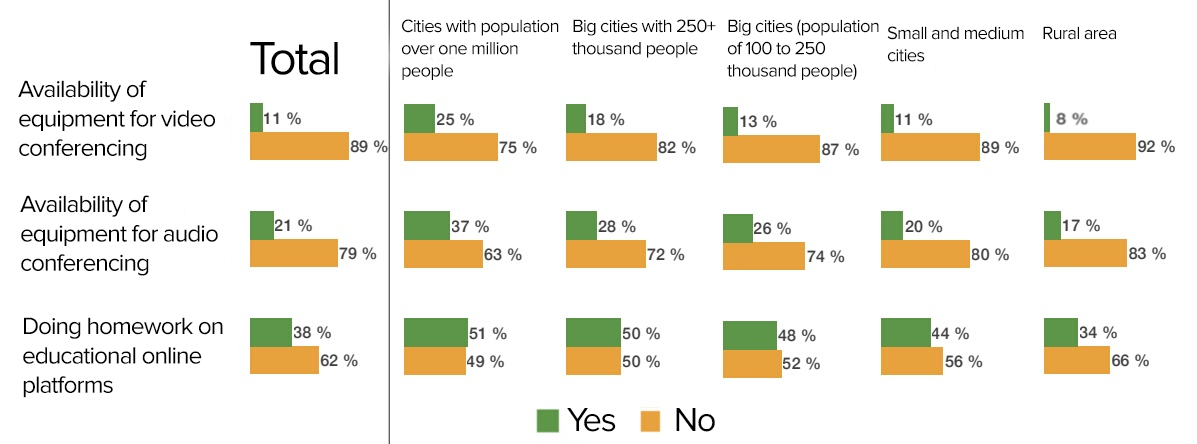 Total
Cities with population
over one million
people
Big cities with 250+
thousand people
Big cities (population
of 100 to 250
thousand people)
Small and medium
cities
Rural area
Availability of
equipment for video
conferencing
11 %
89 %
25 %
75 %
18 %
82 %
13 %
87 %
11 %
89 %
8 %
92 %
Availability of
equipment for audio
conferencing
21 %
79 %
37 %
63 %
28 %
72 %
26 %
74 %
20 %
80 %
17 %
83 %
Doing homework on
educational online
platforms
38 %
62 %
51 %
49 %
50 %
50 %
48 %
52 %
44 %
56 %
34 %
66 %
Yes No